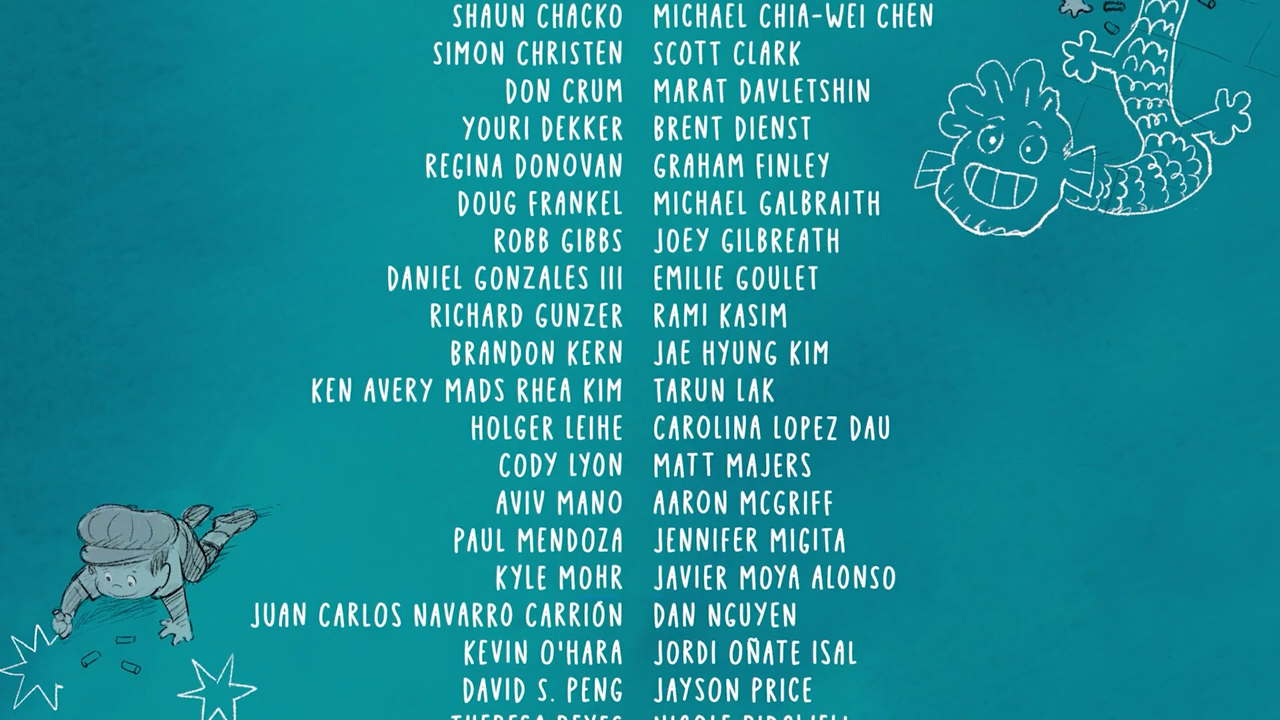 SHAUN CHACKO MICHAEL CHIA-WEI CHEN
SIMON CHRISTEN SCOTT CLARK
DON CRUM MARAT DAVLETSHIN
YOURI DEKKER BRENT DIENST
REGINA DONOVAN GRAHAM FINLEY
DOUG FRANKEL MICHAEL GALBRAITH
ROBB GIBBS JOEY GILBREATH
DANIEL GONZALES III EMILIE GOULET
RICHARD GUNZER RAMI KASIM
BRANDON KERN JAE HYUNG KIM
KEN AVERY MADS RHEA KIM TARUN LAK
HOLGER LEIHE CAROLINA LOPEZ DAU
CODY LYON MATT MAJERS
AVIV MANO AARON MCGRIFF
PAUL MENDOZA JENNIFER MIGITA
KYLE MOHR JAVIER MOYA ALONSO
JUAN CARLOS NAVARRO CARRIÓN DAN NGUYEN
KEVIN O'HARA JORDI OÑATE ISAL
DAVID S. PENG JAYSON PRICE